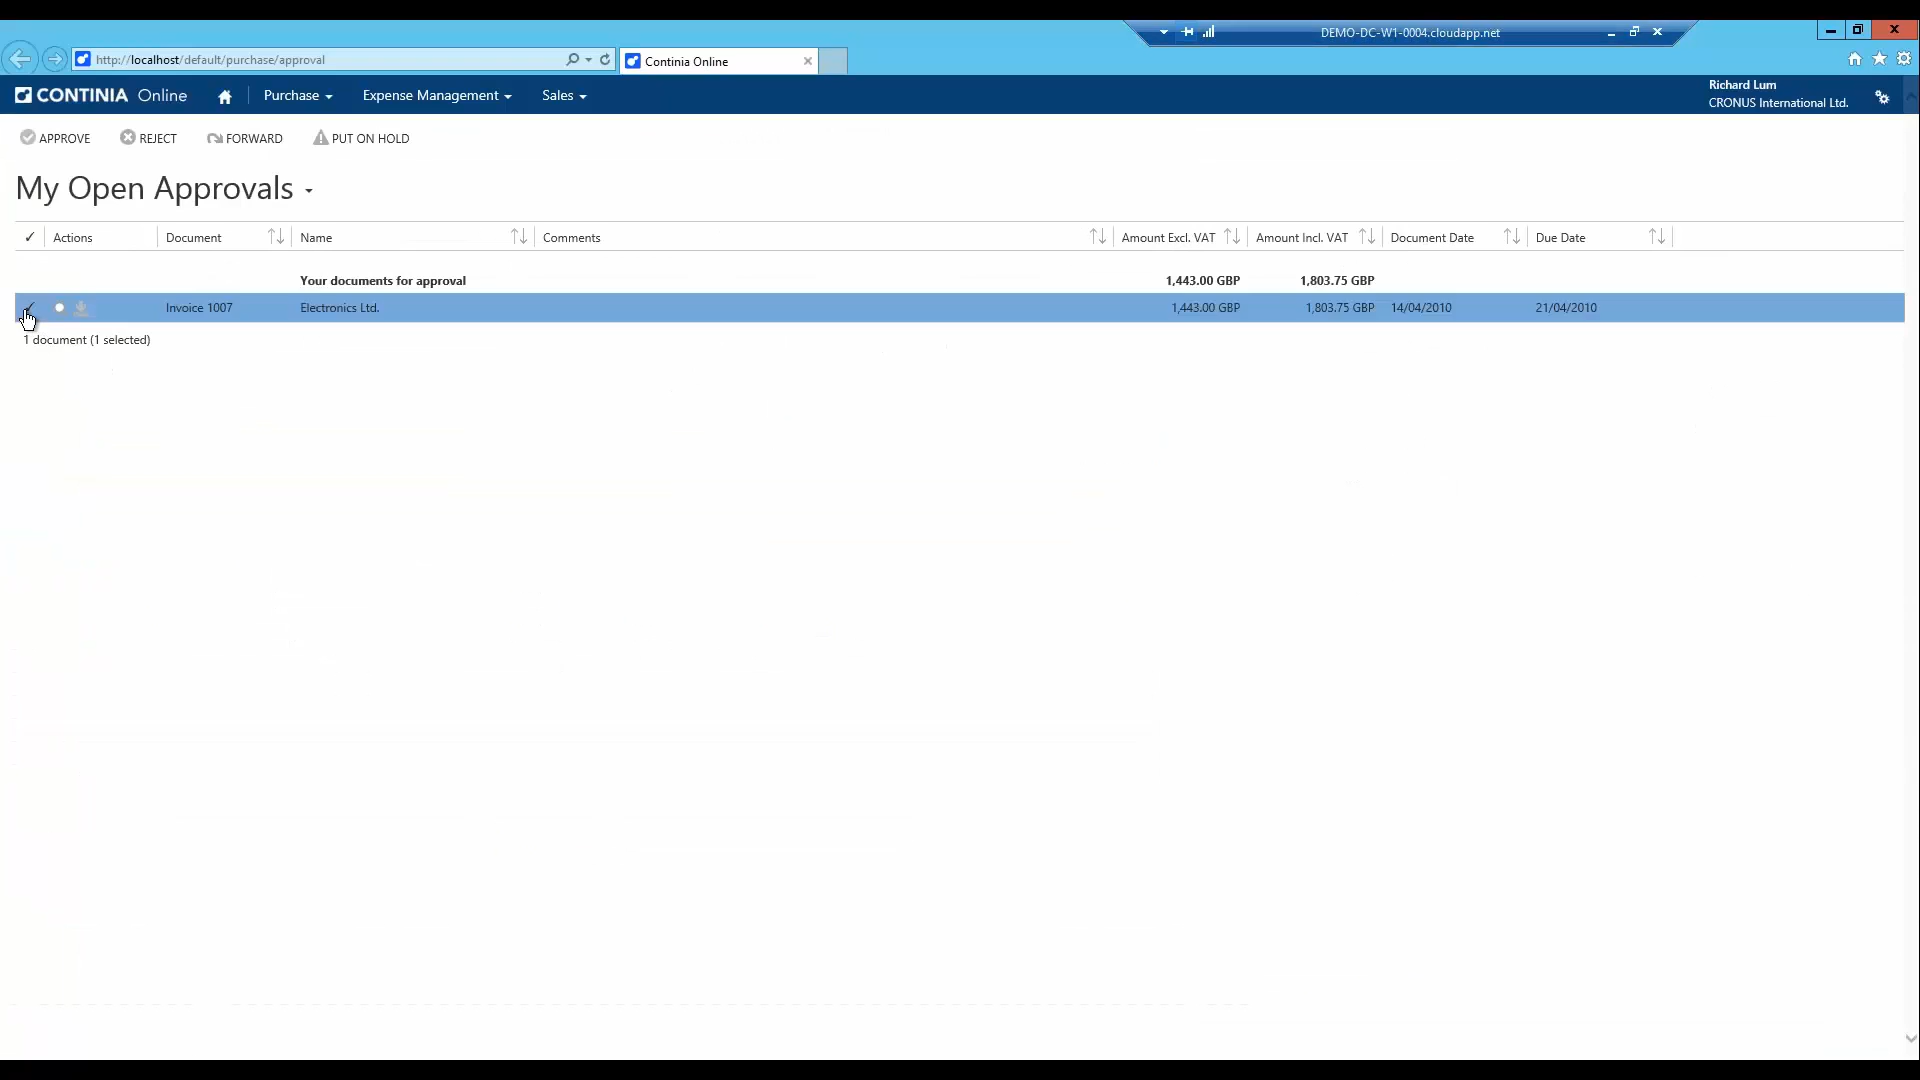 DEMO-DC-W1-0004.cloudapp.net
http://localhost/default/purchase/approval
Continia Online
CONTINIA Online
Purchase
Expense Management
Sales
Richard Lum
CRONUS International Ltd.
APPROVE
REJECT
FORWARD
PUT ON HOLD
My Open Approvals
Actions Document Name Comments Amount Excl. VAT Amount Incl. VAT Document Date Due Date
Your documents for approval 1,443.00 GBP 1,803.75 GBP
Invoice 1007 Electronics Ltd. 1,443.00 GBP 1,803.75 GBP 14/04/2010 21/04/2010
1 document (1 selected)